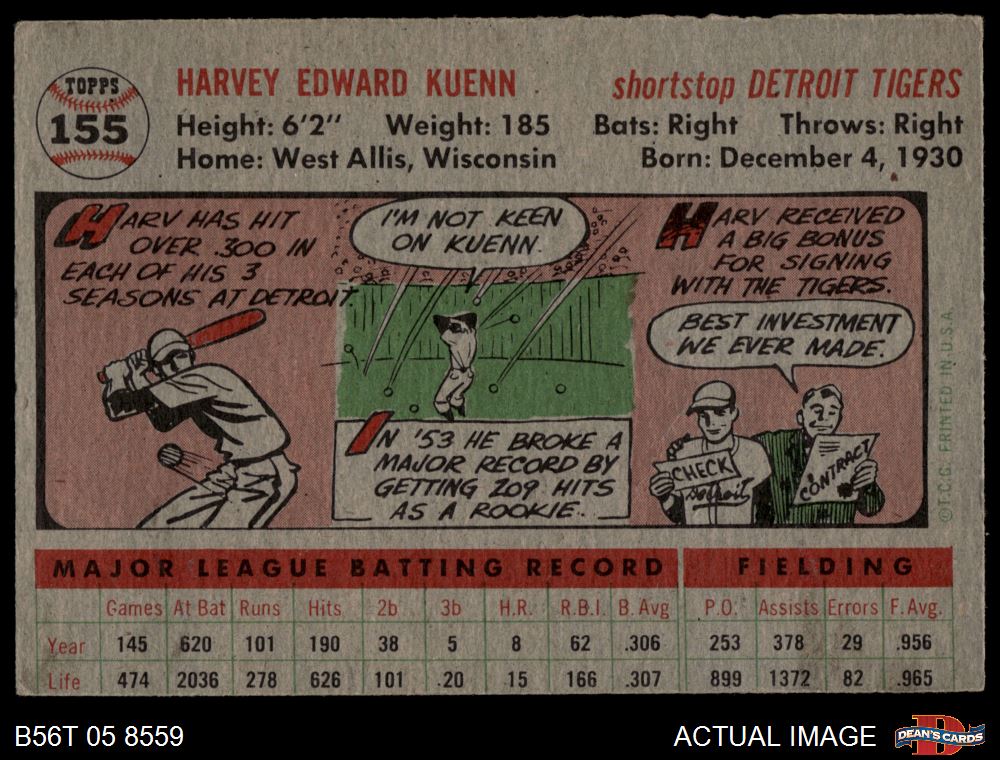 TOPPS
155
HARVEY EDWARD KUENN
shortstop DETROIT TIGERS
Height: 6'2" Weight: 185 Bats: Right Throws: Right
Home: West Allis, Wisconsin Born: December 4, 1930
HARV HAS HIT
OVER .300 IN
EACH OF HIS 3
SEASONS AT DETROIT.
I'M NOT KEEN
ON KUENN.
IN '53 HE BROKE A
MAJOR RECORD BY
GETTING 209 HITS
AS A ROOKIE.
HARV RECEIVED
A BIG BONUS
FOR SIGNING
WITH THE TIGERS.
BEST INVESTMENT
WE EVER MADE.
CHECK
Detroit
CONTRACT
©T.C.G. PRINTED IN U.S.A.
MAJOR LEAGUE BATTING RECORD FIELDING
Games At Bat Runs Hits 2b 3b H.R. R.B.I. B. Avg P.O. Assists Errors F. Avg.
Year 145 620 101 190 38 5 8 62 .306 253 378 29 .956
Life 474 2036 278 626 101 .20 15 166 .307 899 1372 82 .965
B56T 05 8559
ACTUAL IMAGE
D
DEAN'S CARDS